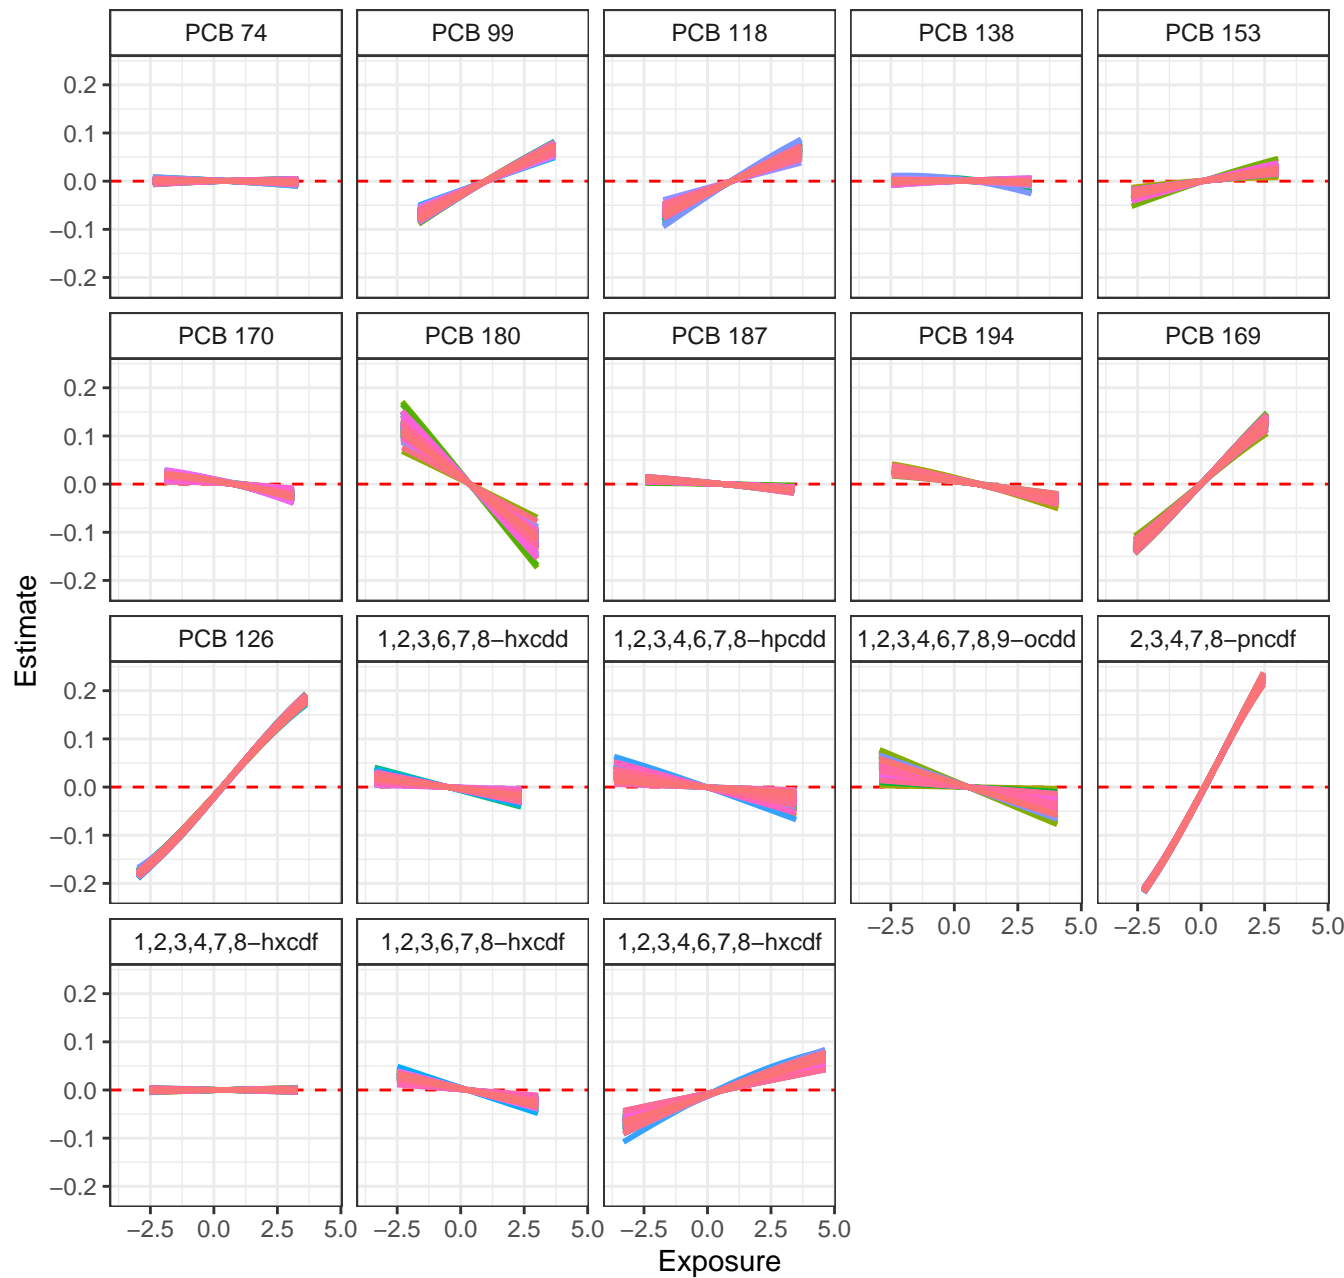 PCB 74 PCB 99 PCB 118 PCB 138 PCB 153
0.2
0.1
0.0
−0.1
−0.2
PCB 170 PCB 180 PCB 187 PCB 194 PCB 169
0.2
0.1
0.0
−0.1
−0.2
Estimate
PCB 126 1,2,3,6,7,8−hxcdd 1,2,3,4,6,7,8−hpcdd 1,2,3,4,6,7,8,9−ocdd 2,3,4,7,8−pncdf
0.2
0.1
0.0
−0.1
−0.2
−2.5 0.0 2.5 5.0 −2.5 0.0 2.5 5.0
1,2,3,4,7,8−hxcdf 1,2,3,6,7,8−hxcdf 1,2,3,4,6,7,8−hxcdf
0.2
0.1
0.0
−0.1
−0.2
−2.5 0.0 2.5 5.0 −2.5 0.0 2.5 5.0 −2.5 0.0 2.5 5.0
Exposure